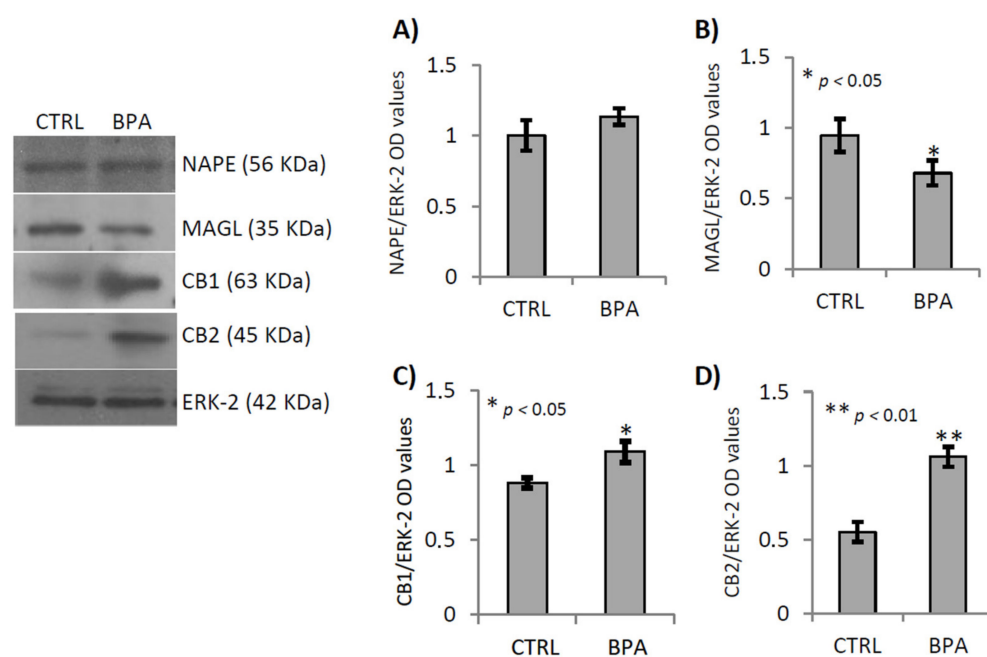 CTRL BPA
NAPE (56 KDa)
MAGL (35 KDa)
CB1 (63 KDa)
CB2 (45 KDa)
ERK-2 (42 KDa)
A)
NAPE/ERK-2 OD values
1.5
1
0.5
0
CTRL BPA
B)
MAGL/ERK-2 OD values
1.5
1
0.5
0
* p < 0.05
*
CTRL BPA
C)
CB1/ERK-2 OD values
1.5
1
0.5
0
* p < 0.05
*
CTRL BPA
D)
CB2/ERK-2 OD values
1.5
1
0.5
0
** p < 0.01
**
CTRL BPA